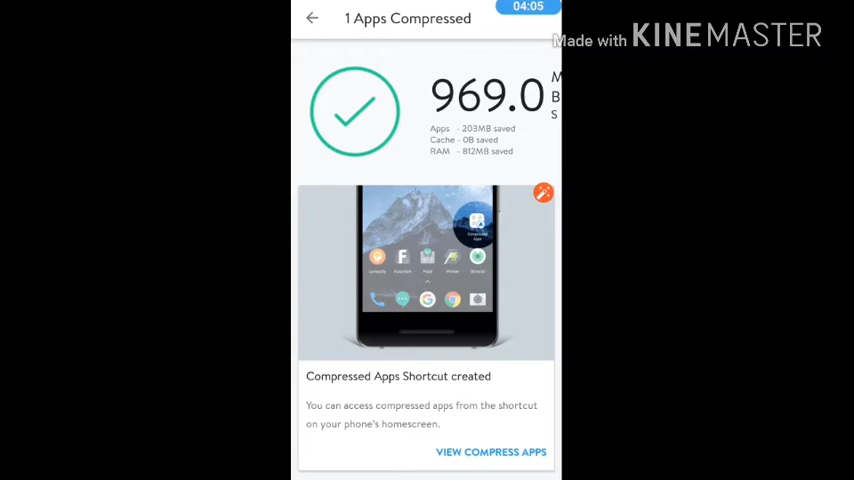 04:05
1 Apps Compressed
Made with KINEMASTER
969.0 M
B
S
Apps - 203MB saved
Cache - 0B saved
RAM - 812MB saved
Compressed
Apps
Compressed Apps Shortcut created
You can access compressed apps from the shortcut
on your phone's homescreen.
VIEW COMPRESS APPS